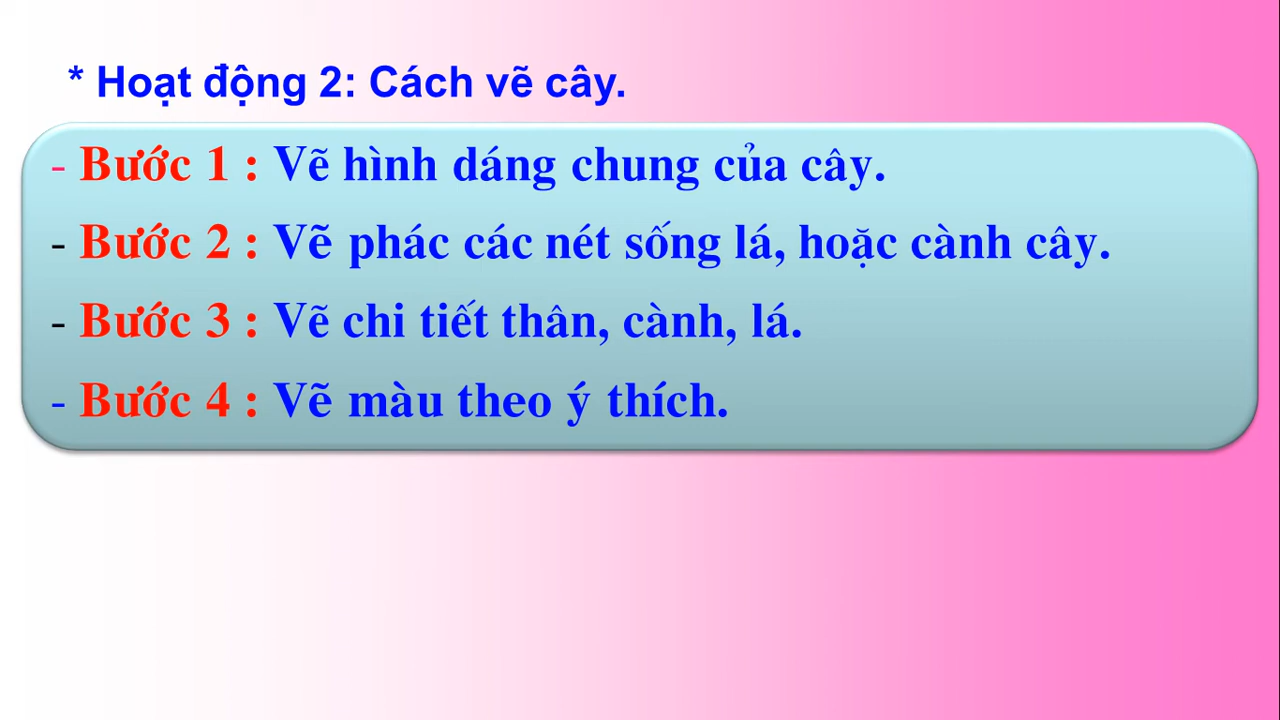 * Hoạt động 2: Cách vẽ cây.
- Bước 1 : Vẽ hình dáng chung của cây.
- Bước 2 : Vẽ phác các nét sống lá, hoặc cành cây.
- Bước 3 : Vẽ chi tiết thân, cành, lá.
- Bước 4 : Vẽ màu theo ý thích.